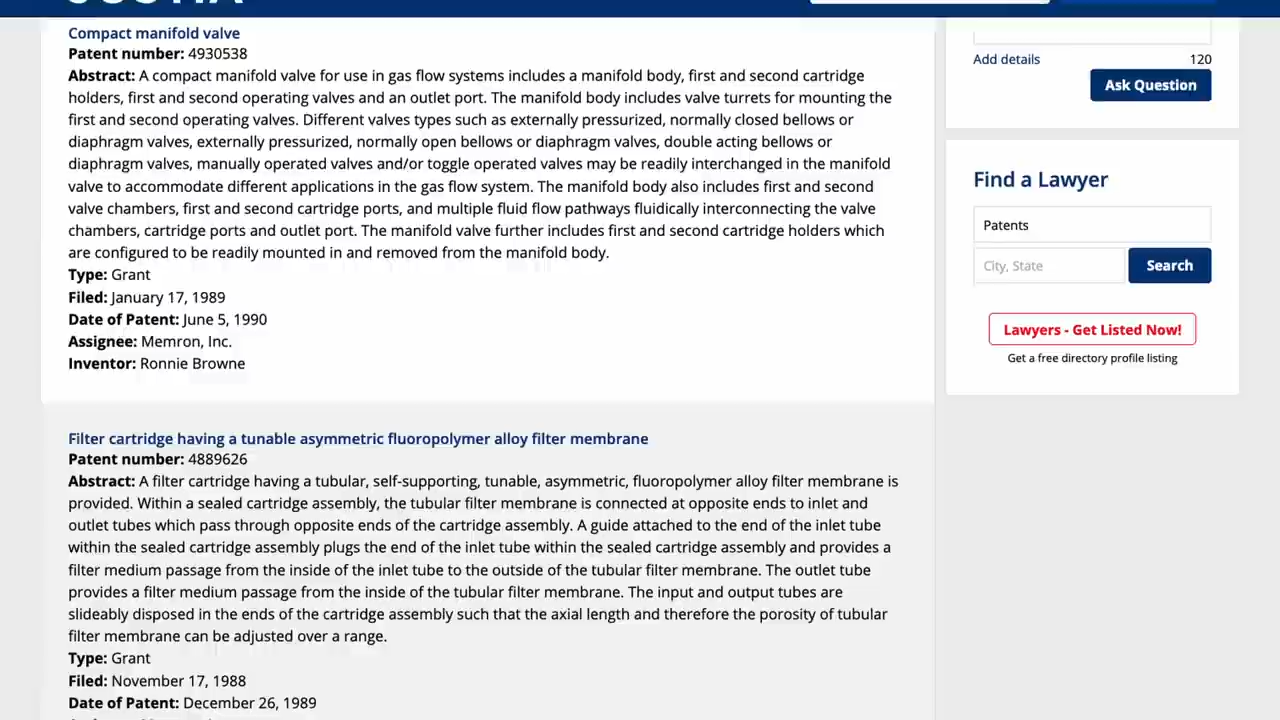 Compact manifold valve
Patent number: 4930538
Abstract: A compact manifold valve for use in gas flow systems includes a manifold body, first and second cartridge
holders, first and second operating valves and an outlet port. The manifold body includes valve turrets for mounting the
first and second operating valves. Different valves types such as externally pressurized, normally closed bellows or
diaphragm valves, externally pressurized, normally open bellows or diaphragm valves, double acting bellows or
diaphragm valves, manually operated valves and/or toggle operated valves may be readily interchanged in the manifold
valve to accommodate different applications in the gas flow system. The manifold body also includes first and second
valve chambers, first and second cartridge ports, and multiple fluid flow pathways fluidically interconnecting the valve
chambers, cartridge ports and outlet port. The manifold valve further includes first and second cartridge holders which
are configured to be readily mounted in and removed from the manifold body.
Type: Grant
Filed: January 17, 1989
Date of Patent: June 5, 1990
Assignee: Memron, Inc.
Inventor: Ronnie Browne
Filter cartridge having a tunable asymmetric fluoropolymer alloy filter membrane
Patent number: 4889626
Abstract: A filter cartridge having a tubular, self-supporting, tunable, asymmetric, fluoropolymer alloy filter membrane is
provided. Within a sealed cartridge assembly, the tubular filter membrane is connected at opposite ends to inlet and
outlet tubes which pass through opposite ends of the cartridge assembly. A guide attached to the end of the inlet tube
within the sealed cartridge assembly plugs the end of the inlet tube within the sealed cartridge assembly and provides a
filter medium passage from the inside of the inlet tube to the outside of the tubular filter membrane. The outlet tube
provides a filter medium passage from the inside of the tubular filter membrane. The input and output tubes are
slideably disposed in the ends of the cartridge assembly such that the axial length and therefore the porosity of tubular
filter membrane can be adjusted over a range.
Type: Grant
Filed: November 17, 1988
Date of Patent: December 26, 1989
Add details
120
Ask Question
Find a Lawyer
Patents
City, State
Search
Lawyers - Get Listed Now!
Get a free directory profile listing